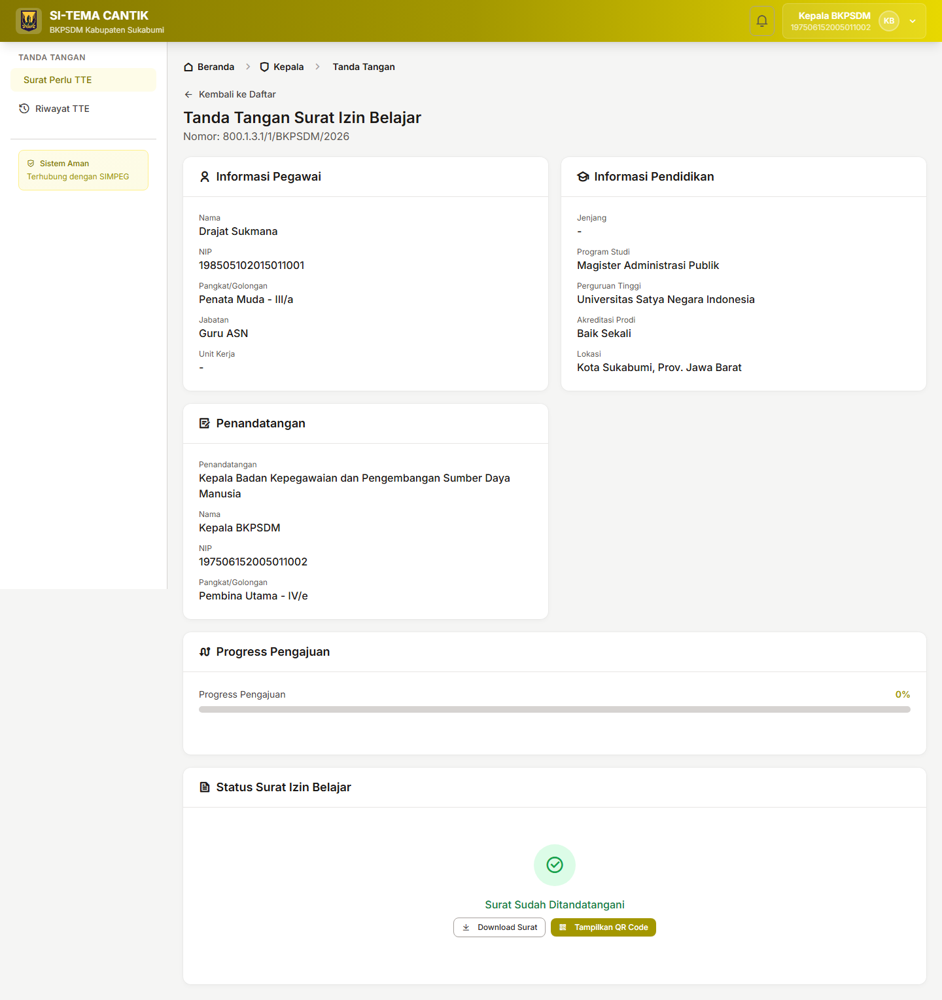 SI-TEMA CANTIK
BKPSDM Kabupaten Sukabumi
Kepala BKPSDM
197506152005011002
KB
TANDA TANGAN
Surat Perlu TTE
Riwayat TTE
Sistem Aman
Terhubung dengan SIMPEG
Beranda
Kepala
Tanda Tangan
Kembali ke Daftar
Tanda Tangan Surat Izin Belajar
Nomor: 800.1.3.1/1/BKPSDM/2026
Informasi Pegawai
Nama
Drajat Sukmana
NIP
198505102015011001
Pangkat/Golongan
Penata Muda - III/a
Jabatan
Guru ASN
Unit Kerja
-
Informasi Pendidikan
Jenjang
-
Program Studi
Magister Administrasi Publik
Perguruan Tinggi
Universitas Satya Negara Indonesia
Akreditasi Prodi
Baik Sekali
Lokasi
Kota Sukabumi, Prov. Jawa Barat
Penandatangan
Penandatangan
Kepala Badan Kepegawaian dan Pengembangan Sumber Daya
Manusia
Nama
Kepala BKPSDM
NIP
197506152005011002
Pangkat/Golongan
Pembina Utama - IV/e
Progress Pengajuan
Progress Pengajuan
0%
Status Surat Izin Belajar
Surat Sudah Ditandatangani
Download Surat
Tampilkan QR Code